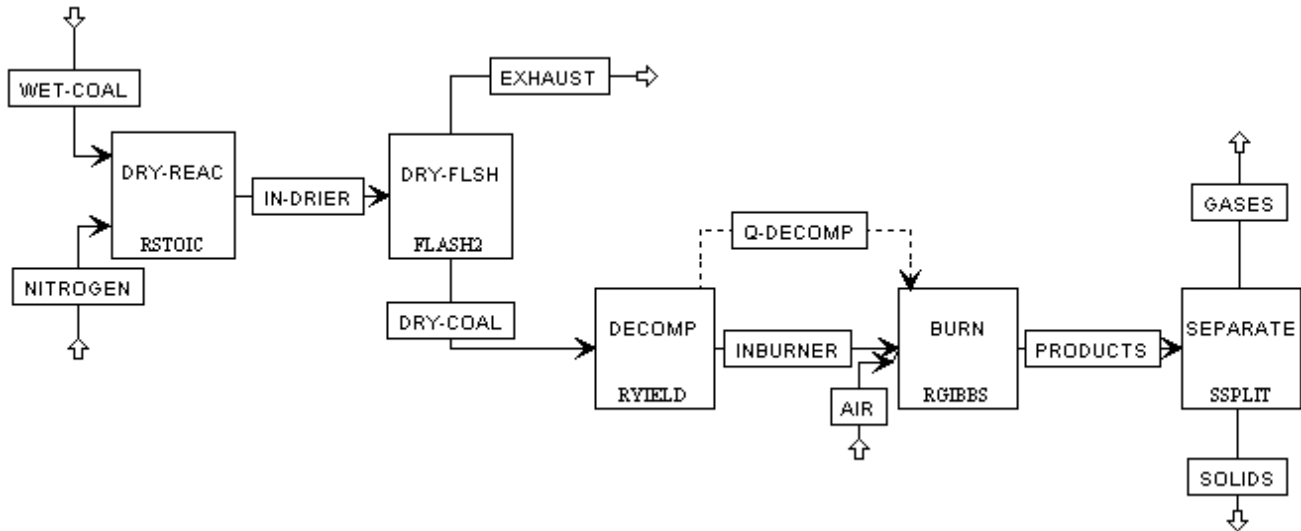 WET-COAL
NITROGEN
DRY-REAC
RSTOIC
IN-DRIER
EXHAUST
DRY-FLSH
FLASH2
DRY-COAL
Q-DECOMP
DECOMP
RYIELD
INBURNER
AIR
BURN
RGIBBS
PRODUCTS
GASES
SEPARATE
SSPLIT
SOLIDS